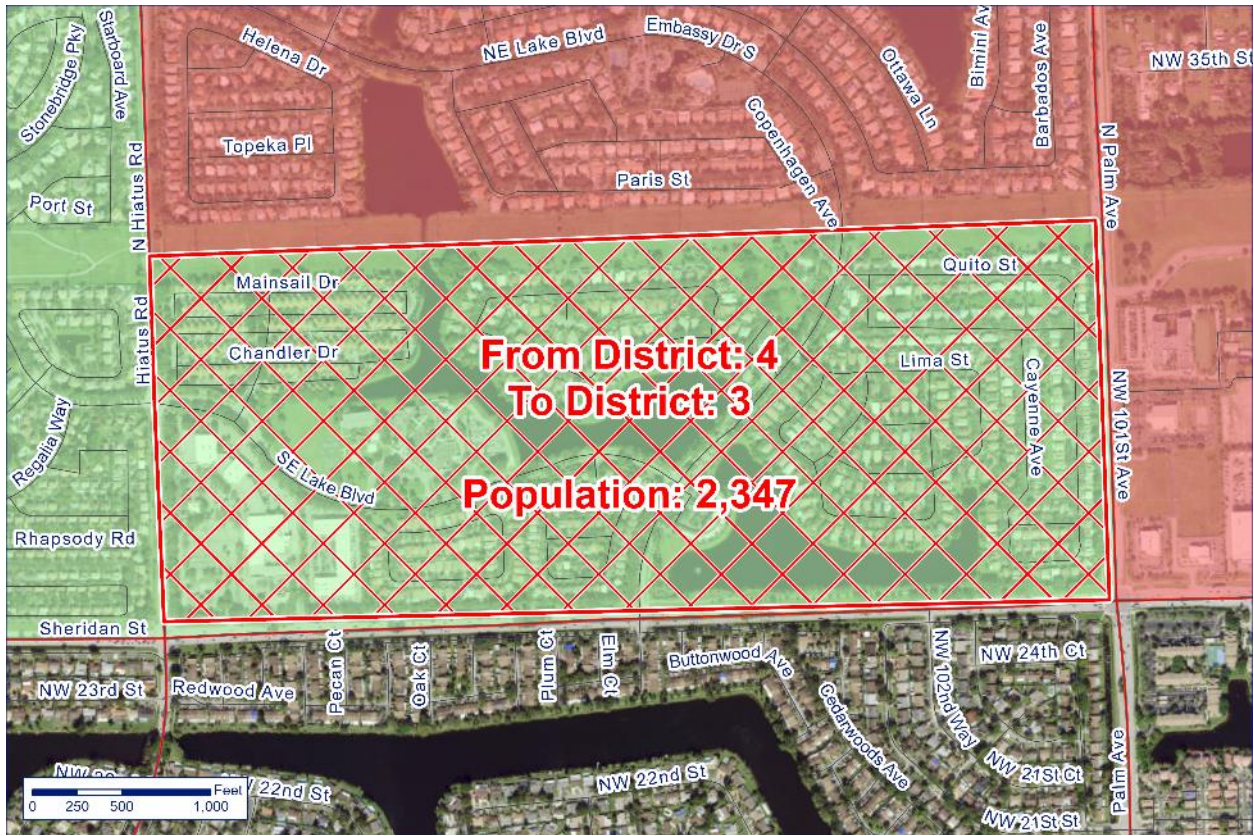 Stonebridge Pky
Starboard Ave
Helena Dr
NE Lake Blvd
Embassy Dr S
Ottawa Ln
Bimini Av
Barbados Ave
NW 35th St
Topeka Pl
Copenhagen Ave
N Hiatus Rd
N Palm Ave
Port St
Paris St
Mainsail Dr
Quito St
Hiatus Rd
Chandler Dr
From District: 4
To District: 3
Lima St
Cayenne Ave
NW 101St Ave
Regalia Way
SE Lake Blvd
Population: 2,347
Rhapsody Rd
Sheridan St
NW 23rd St
Redwood Ave
Pecan Ct
Oak Ct
Plum Ct
Elm Ct
Buttonwood Ave
NW 102nd Way
NW 24th Ct
Cedarwoods Ave
NW 21St Ct
Palm Ave
NW 22nd St
NW 22nd St
NW 21St St
Feet
0 250 500 1,000